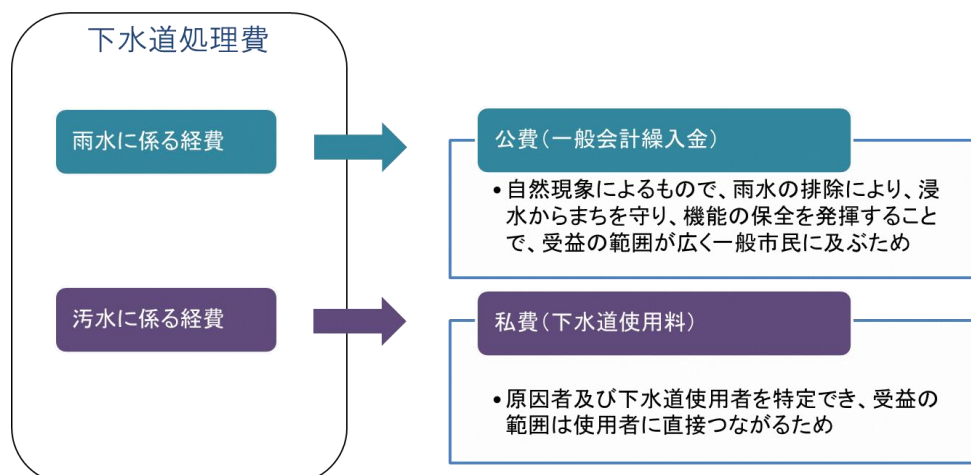 下水道処理費
雨水に係る経費
公費(一般会計繰入金)
•自然現象によるもので、雨水の排除により、浸
水からまちを守り、機能の保全を発揮すること
で、受益の範囲が広く一般市民に及ぶため
汚水に係る経費
私費(下水道使用料)
•原因者及び下水道使用者を特定でき、受益の
範囲は使用者に直接つながるため